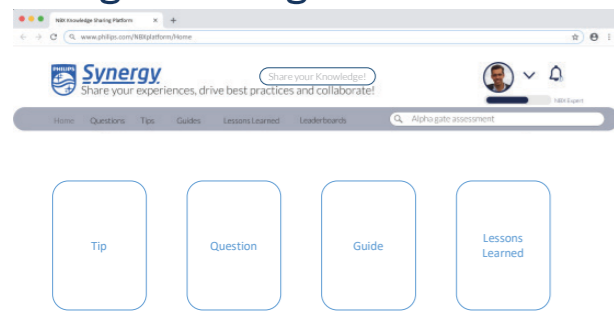 NBX Knowledge Sharing Platform × +
www.philips.com/NBXplatform/Home
PHILIPS
Synergy
Share your Knowledge!
Share your experiences, drive best practices and collaborate!
NBX Expert
Home Questions Tips Guides Lessons Learned Leaderboards Alpha gate assessment
Tip Question Guide Lessons
Learned